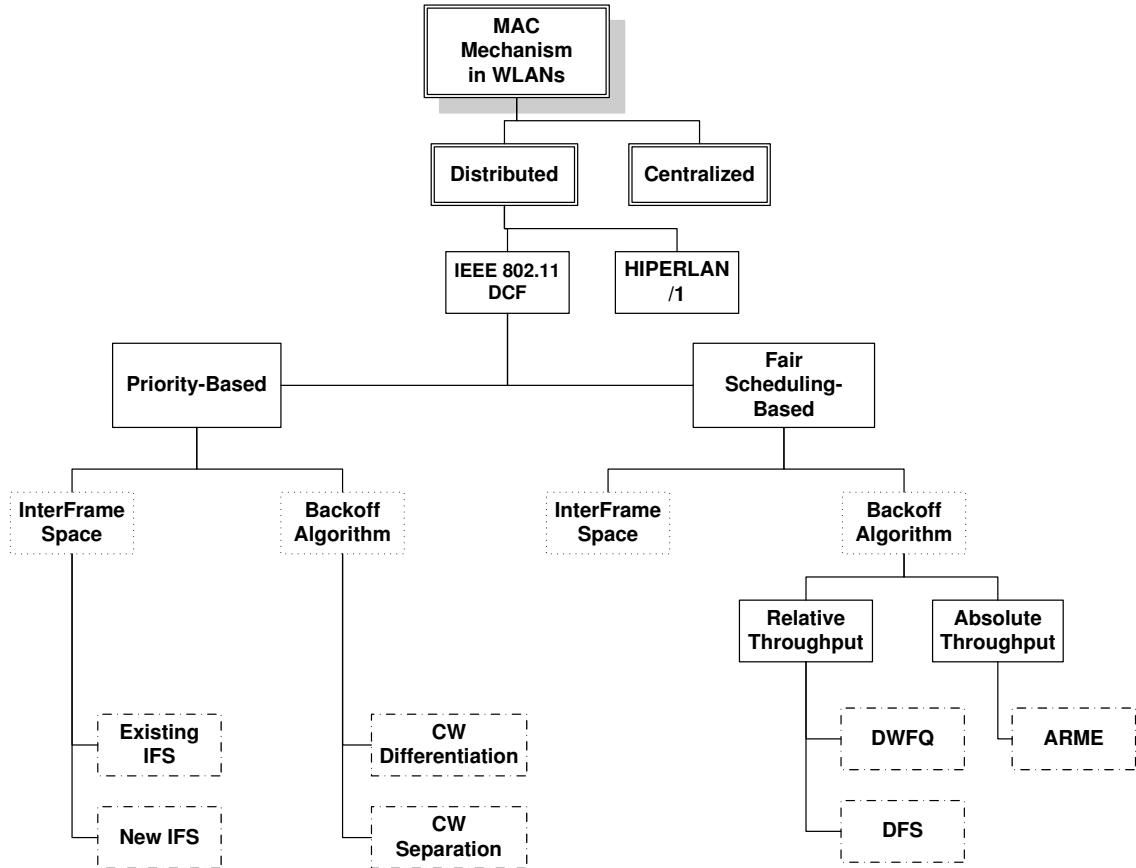 MAC
Mechanism
in WLANs
Distributed
Centralized
IEEE 802.11
DCF
HIPERLAN
/1
Priority-Based
Fair
Scheduling-
Based
InterFrame
Space
Backoff
Algorithm
InterFrame
Space
Backoff
Algorithm
Relative
Throughput
Absolute
Throughput
Existing
IFS
CW
Differentiation
DWFQ
ARME
New IFS
CW
Separation
DFS